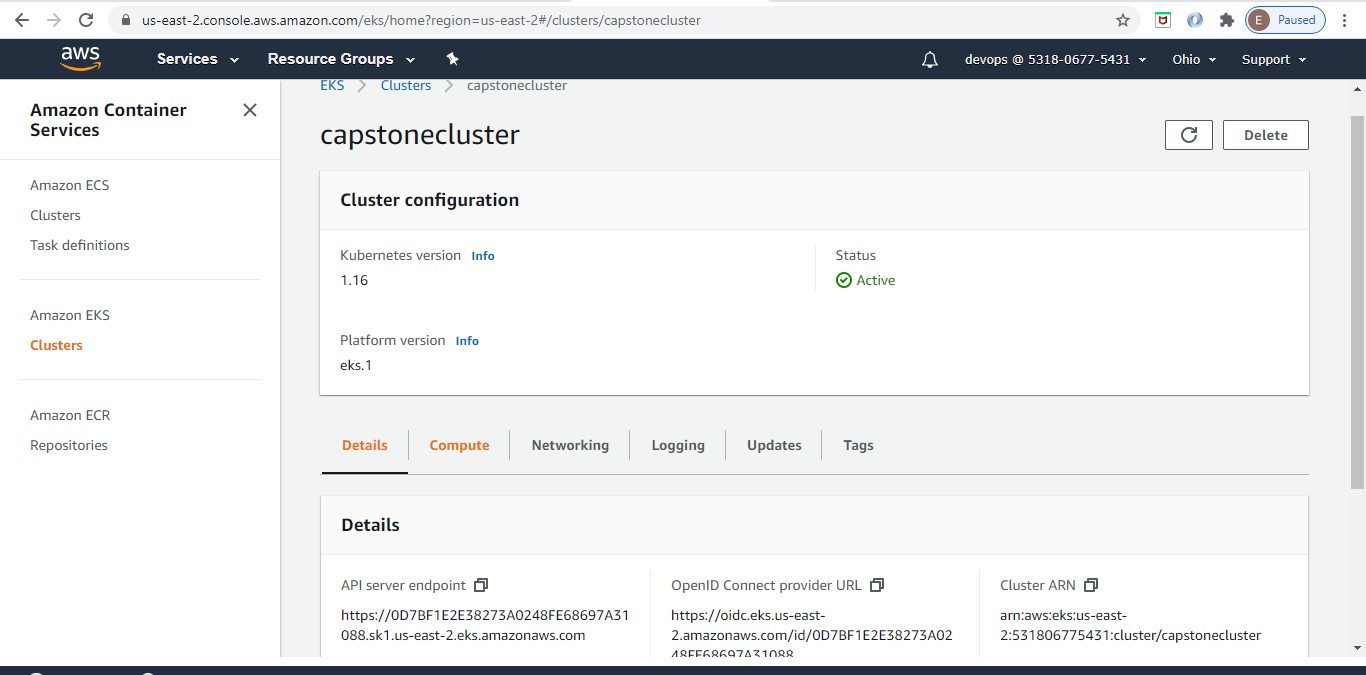 us-east-2.console.aws.amazon.com/eks/home?region=us-east-2#/clusters/capstonecluster
E Paused
aws Services Resource Groups devops @ 5318-0677-5431 Ohio Support
Amazon Container
Services
Amazon ECS
Clusters
Task definitions
Amazon EKS
Clusters
Amazon ECR
Repositories
EKS Clusters capstonecluster
capstonecluster
Delete
Cluster configuration
Kubernetes version Info
1.16
Status
Active
Platform version Info
eks.1
Details Compute Networking Logging Updates Tags
Details
API server endpoint
https://0D7BF1E2E38273A0248FE68697A31
088.sk1.us-east-2.eks.amazonaws.com
OpenID Connect provider URL
https://oidc.eks.us-east-
2.amazonaws.com/id/0D7BF1E2E38273A02
48FE68697A31088
Cluster ARN
arn:aws:eks:us-east-
2:531806775431:cluster/capstonecluster